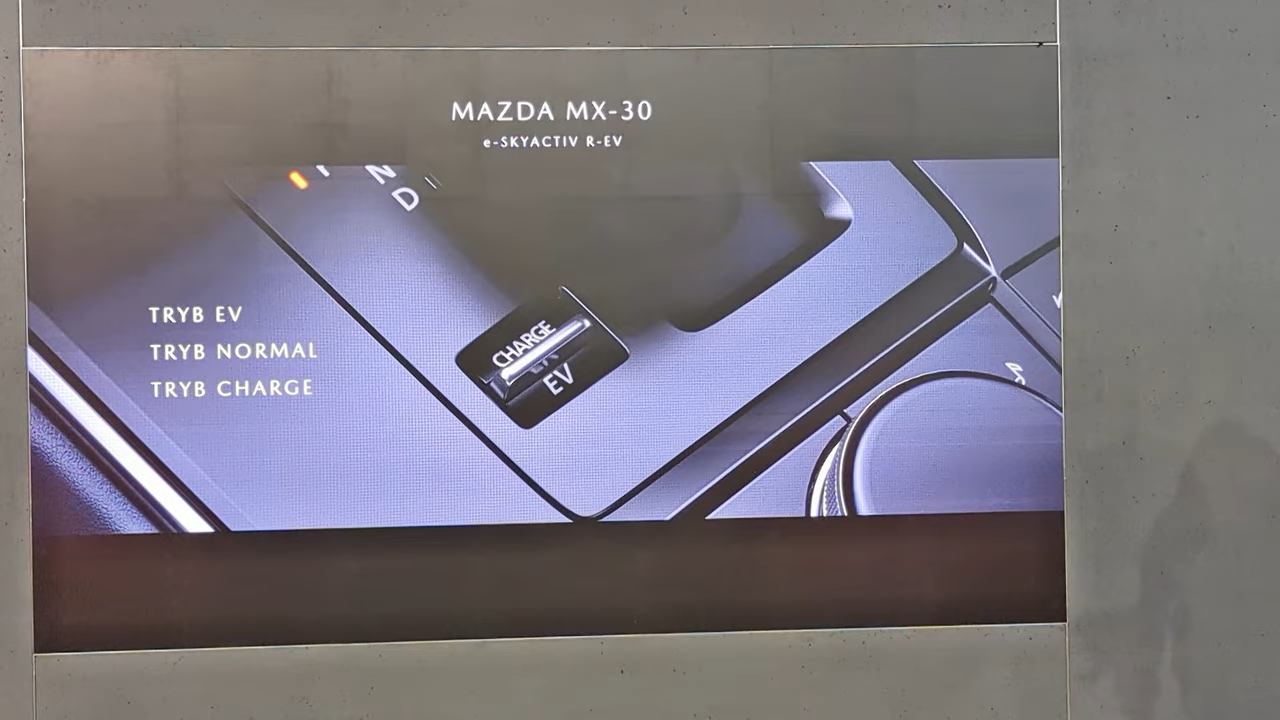 MAZDA MX-30
e-SKYACTIV R-EV
N
D
TRYB EV
TRYB NORMAL
TRYB CHARGE
CHARGE
EV